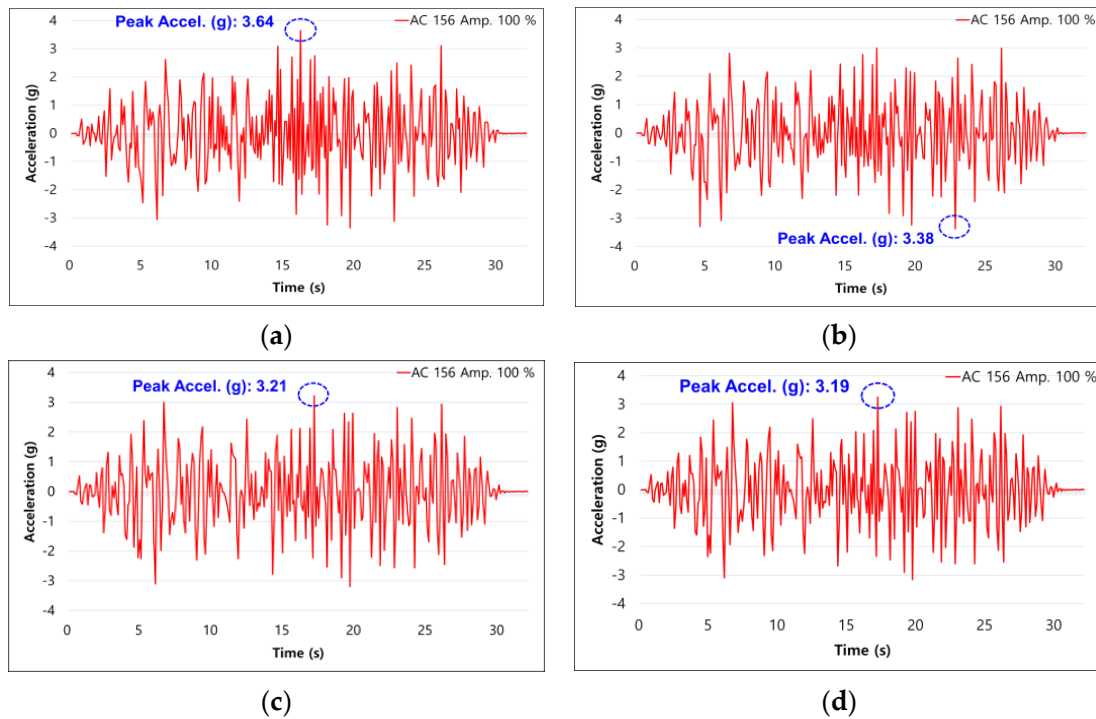 Peak Accel. (g): 3.64
AC 156 Amp. 100 %
Acceleration (g)
4
3
2
1
0
-1
-2
-3
-4
0 5 10 15 20 25 30
Time (s)
(a)
AC 156 Amp. 100 %
Acceleration (g)
4
3
2
1
0
-1
-2
-3
-4
Peak Accel. (g): 3.38
0 5 10 15 20 25 30
Time (s)
(b)
Peak Accel. (g): 3.21
AC 156 Amp. 100 %
Acceleration (g)
4
3
2
1
0
-1
-2
-3
-4
0 5 10 15 20 25 30
Time (s)
(c)
Peak Accel. (g): 3.19
AC 156 Amp. 100 %
Acceleration (g)
4
3
2
1
0
-1
-2
-3
-4
0 5 10 15 20 25 30
Time (s)
(d)